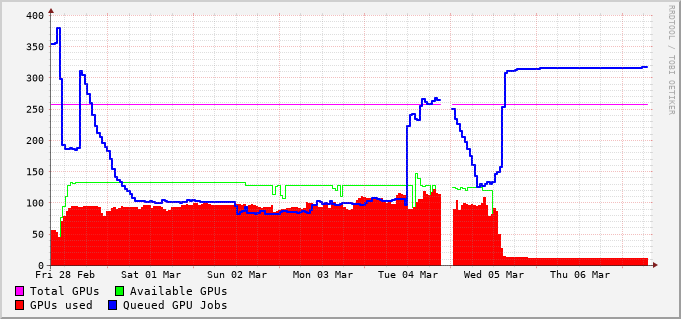 400
350
300
250
200
150
100
50
0
Fri 28 Feb Sat 01 Mar Sun 02 Mar Mon 03 Mar Tue 04 Mar Wed 05 Mar Thu 06 Mar
Total GPUs Available GPUs
GPUs used Queued GPU Jobs
RRDTOOL / TOBI OETIKER